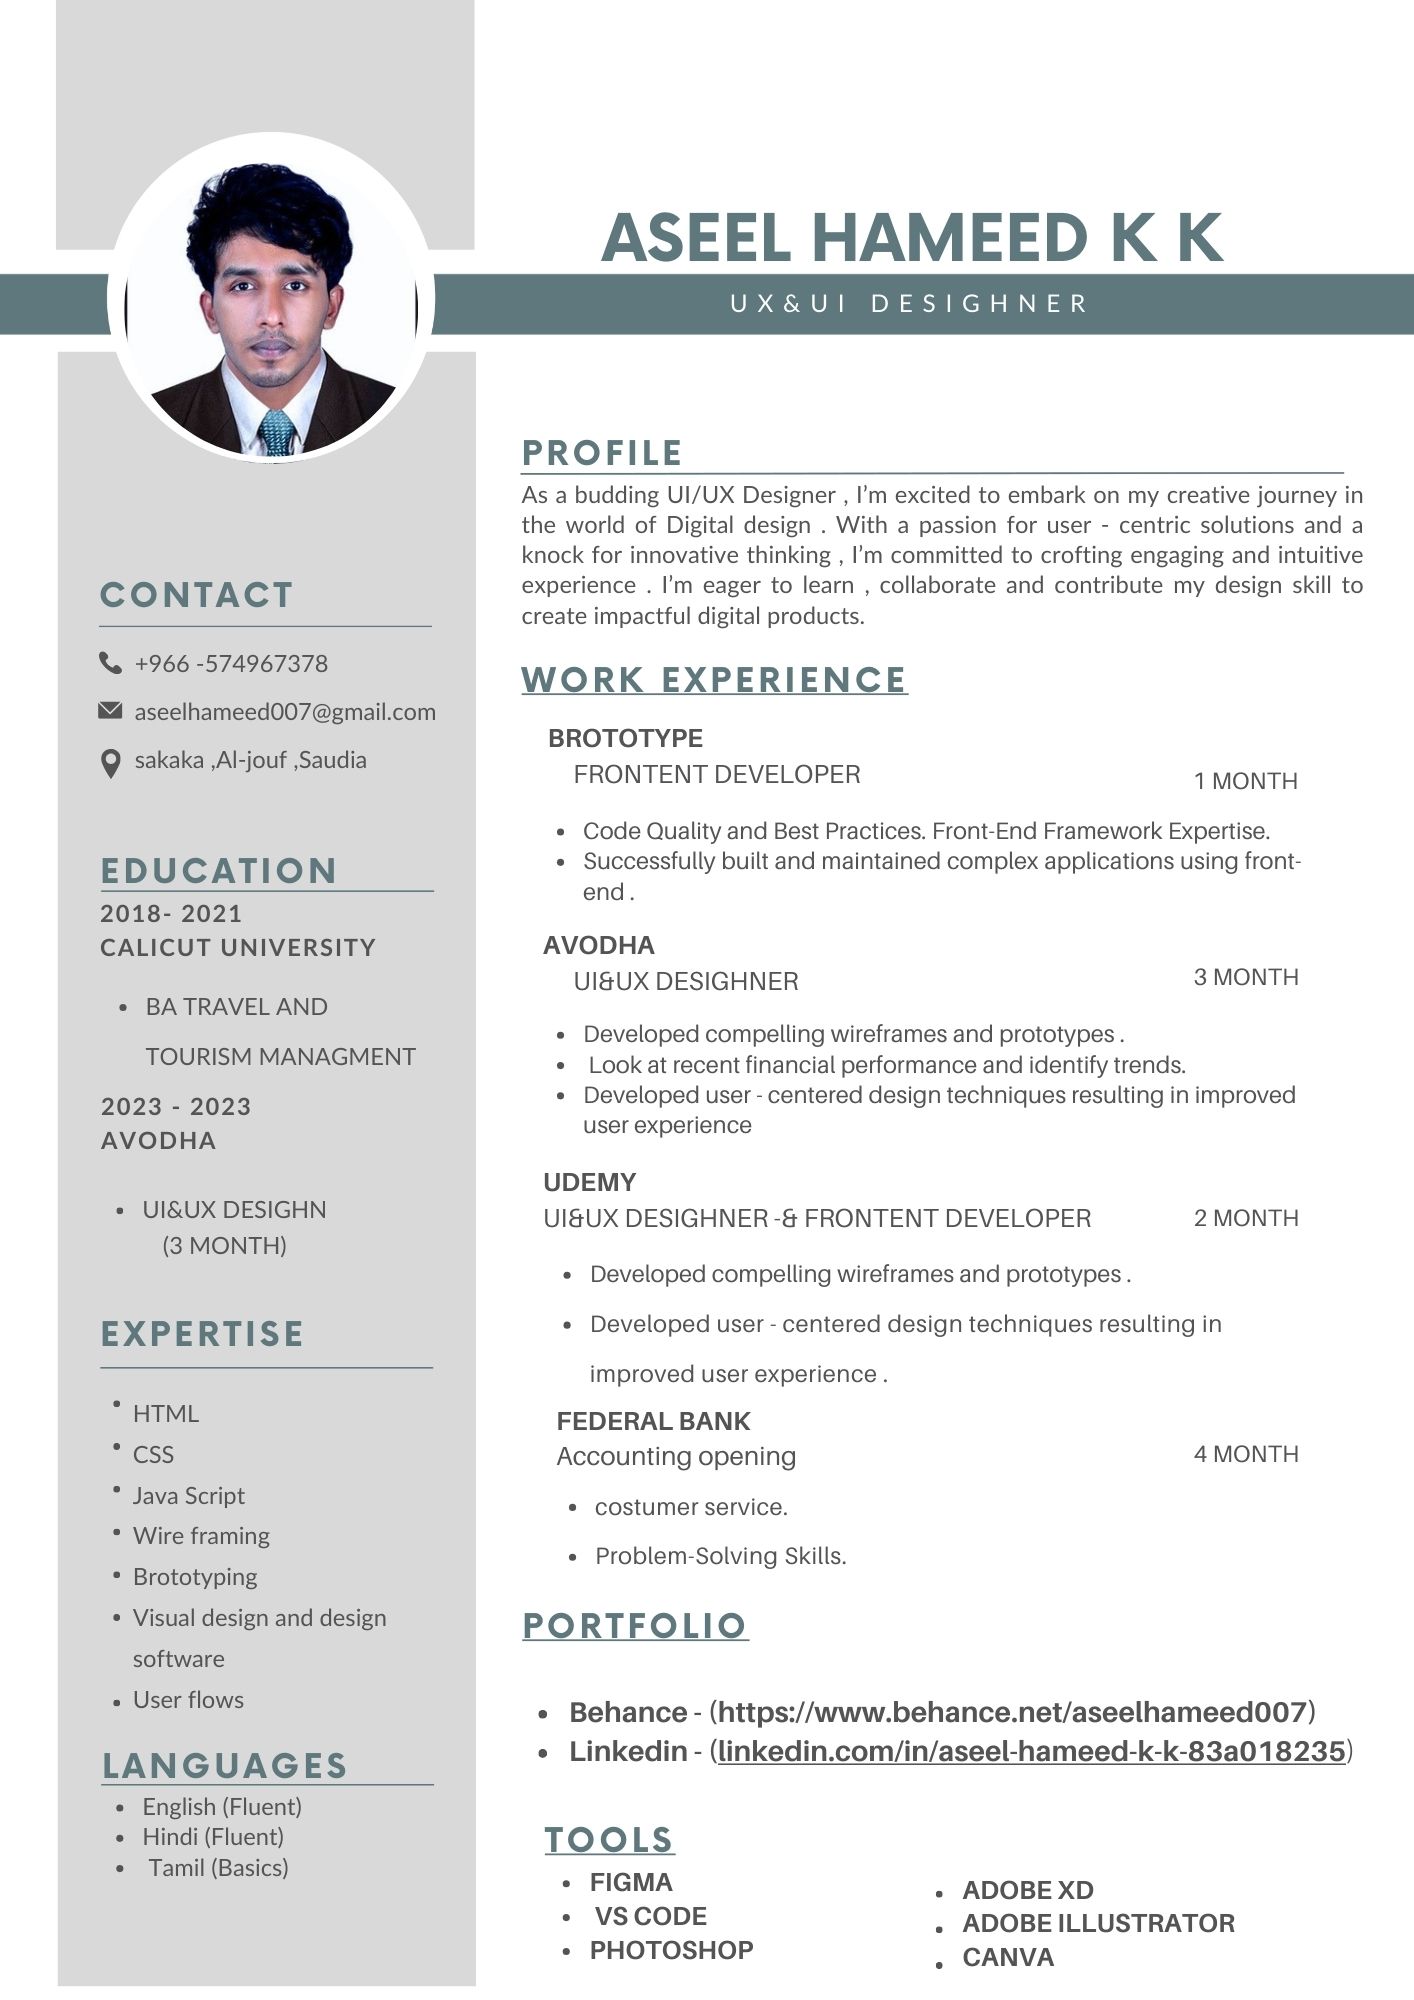 ASEEL HAMEED K K
UX&UI DESIGHNER
CONTACT
+966 -574967378
aseelhameed007@gmail.com
sakaka ,Al-jouf ,Saudia
EDUCATION
2018- 2021
CALICUT UNIVERSITY
• BA TRAVEL AND
TOURISM MANAGMENT
2023 - 2023
AVODHA
• UI&UX DESIGHN
(3 MONTH)
EXPERTISE
• HTML
• CSS
• Java Script
• Wire framing
• Brototyping
• Visual design and design
software
• User flows
LANGUAGES
• English (Fluent)
• Hindi (Fluent)
• Tamil (Basics)
PROFILE
As a budding UI/UX Designer , I’m excited to embark on my creative journey in
the world of Digital design . With a passion for user - centric solutions and a
knock for innovative thinking , I’m committed to crofting engaging and intuitive
experience . I’m eager to learn , collaborate and contribute my design skill to
create impactful digital products.
WORK EXPERIENCE
BROTOTYPE
FRONTENT DEVELOPER 1 MONTH
• Code Quality and Best Practices. Front-End Framework Expertise.
• Successfully built and maintained complex applications using front-
end .
AVODHA
UI&UX DESIGHNER 3 MONTH
• Developed compelling wireframes and prototypes .
• Look at recent financial performance and identify trends.
• Developed user - centered design techniques resulting in improved
user experience
UDEMY
UI&UX DESIGHNER -& FRONTENT DEVELOPER 2 MONTH
• Developed compelling wireframes and prototypes .
• Developed user - centered design techniques resulting in
improved user experience .
FEDERAL BANK
Accounting opening 4 MONTH
• costumer service.
• Problem-Solving Skills.
PORTFOLIO
• Behance - (https://www.behance.net/aseelhameed007)
• Linkedin - (linkedin.com/in/aseel-hameed-k-k-83a018235)
TOOLS
• FIGMA
• VS CODE
• PHOTOSHOP
• ADOBE XD
• ADOBE ILLUSTRATOR
• CANVA